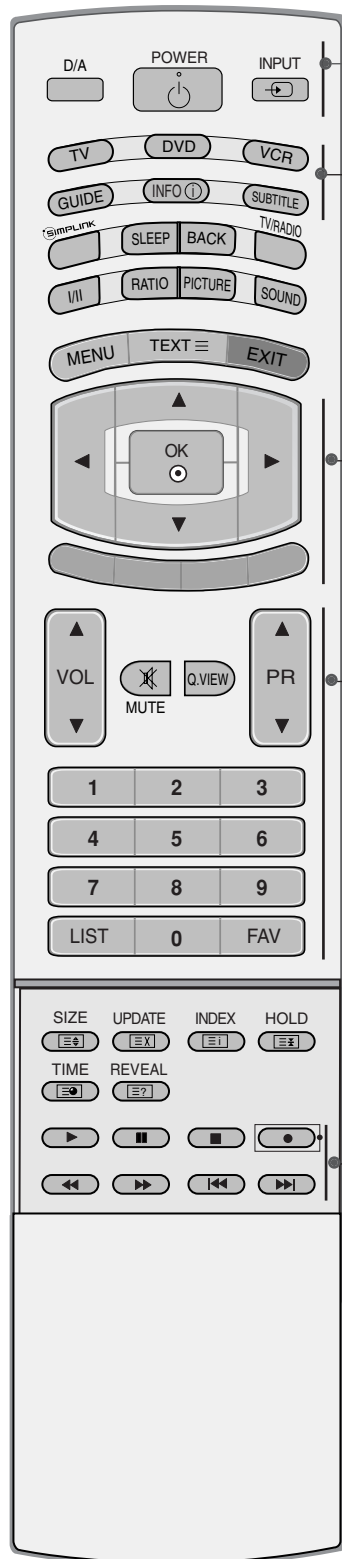 D/A POWER INPUT
TV DVD VCR
GUIDE INFO i SUBTITLE
SIMPLINK SLEEP BACK TV/RADIO
I/II RATIO PICTURE SOUND
MENU TEXT EXIT
OK
VOL MUTE Q.VIEW PR
1 2 3
4 5 6
7 8 9
LIST 0 FAV
SIZE UPDATE INDEX HOLD
X i
TIME REVEAL
?